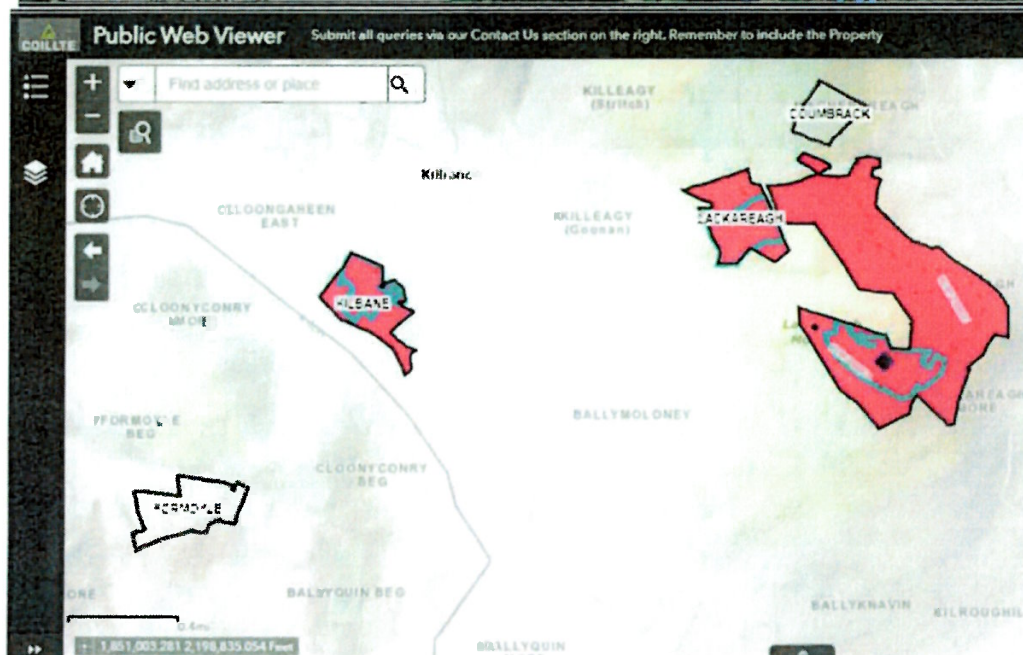 COILLTE
Public Web Viewer
Submit all queries via our Contact Us section on the right. Remember to include the Property
Find address or place
KILLEAGY
(Stritch)
COUMBRACK
Kilbane
CLOONGAHEEN
EAST
KILLEAGY
(Goonan)
LACKAREAGH
KILBANE
CLOONYCONRY
MORE
FORMOYLE
BEG
BALLYMOLONEY
MORE
CLOONYCONRY
BEG
FORMOYLE
BALLYQUIN BEG
BALLYKNAVIN
0.4mi
1,851,003.281 2,198,835.054 Feet
BALLYQUIN